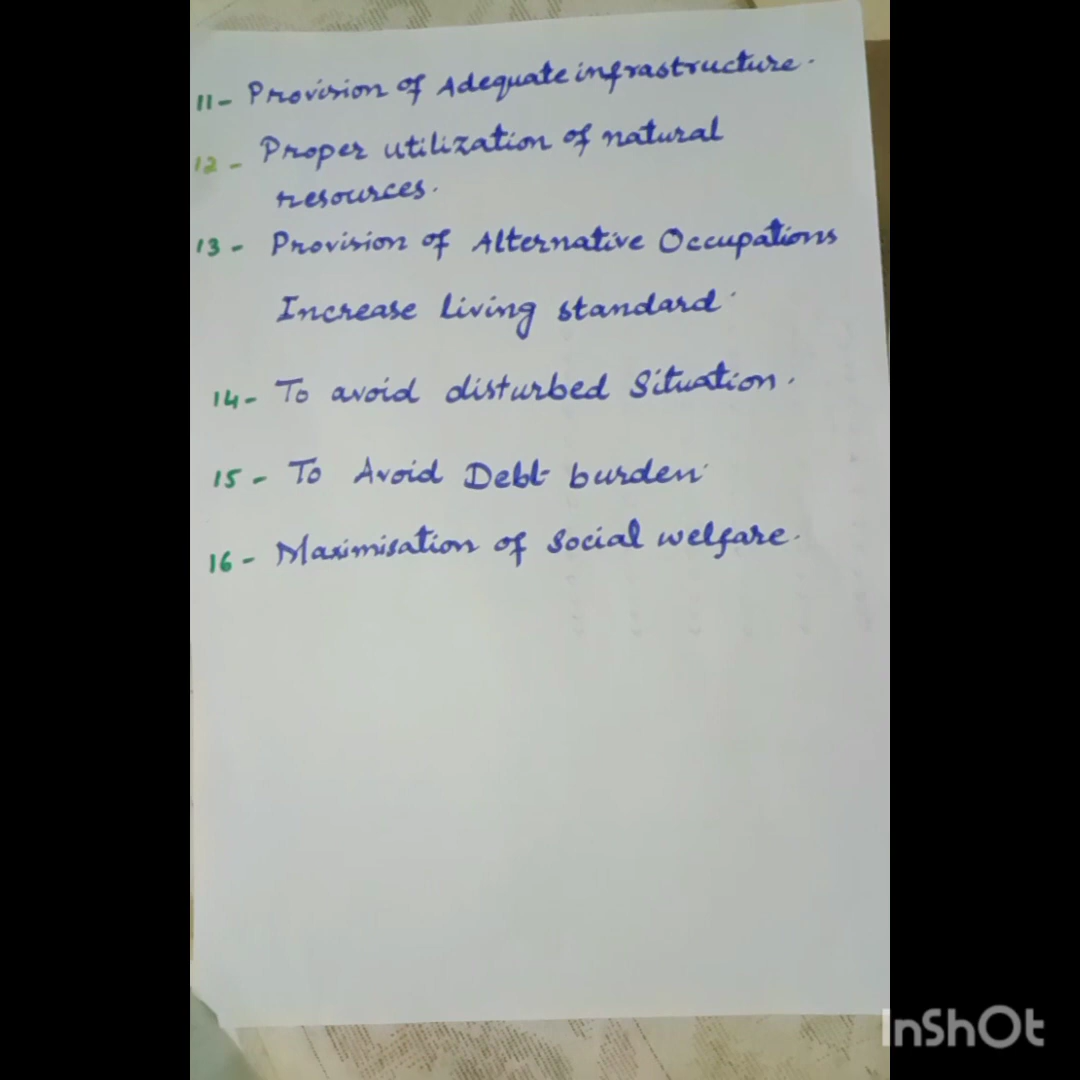 11- Provision of Adequate infrastructure.
12- Proper utilization of natural
resources.
13- Provision of Alternative Occupations
Increase living standard.
14- To avoid disturbed Situation.
15- To Avoid Debt burden.
16- Maximisation of social welfare.
InShOt